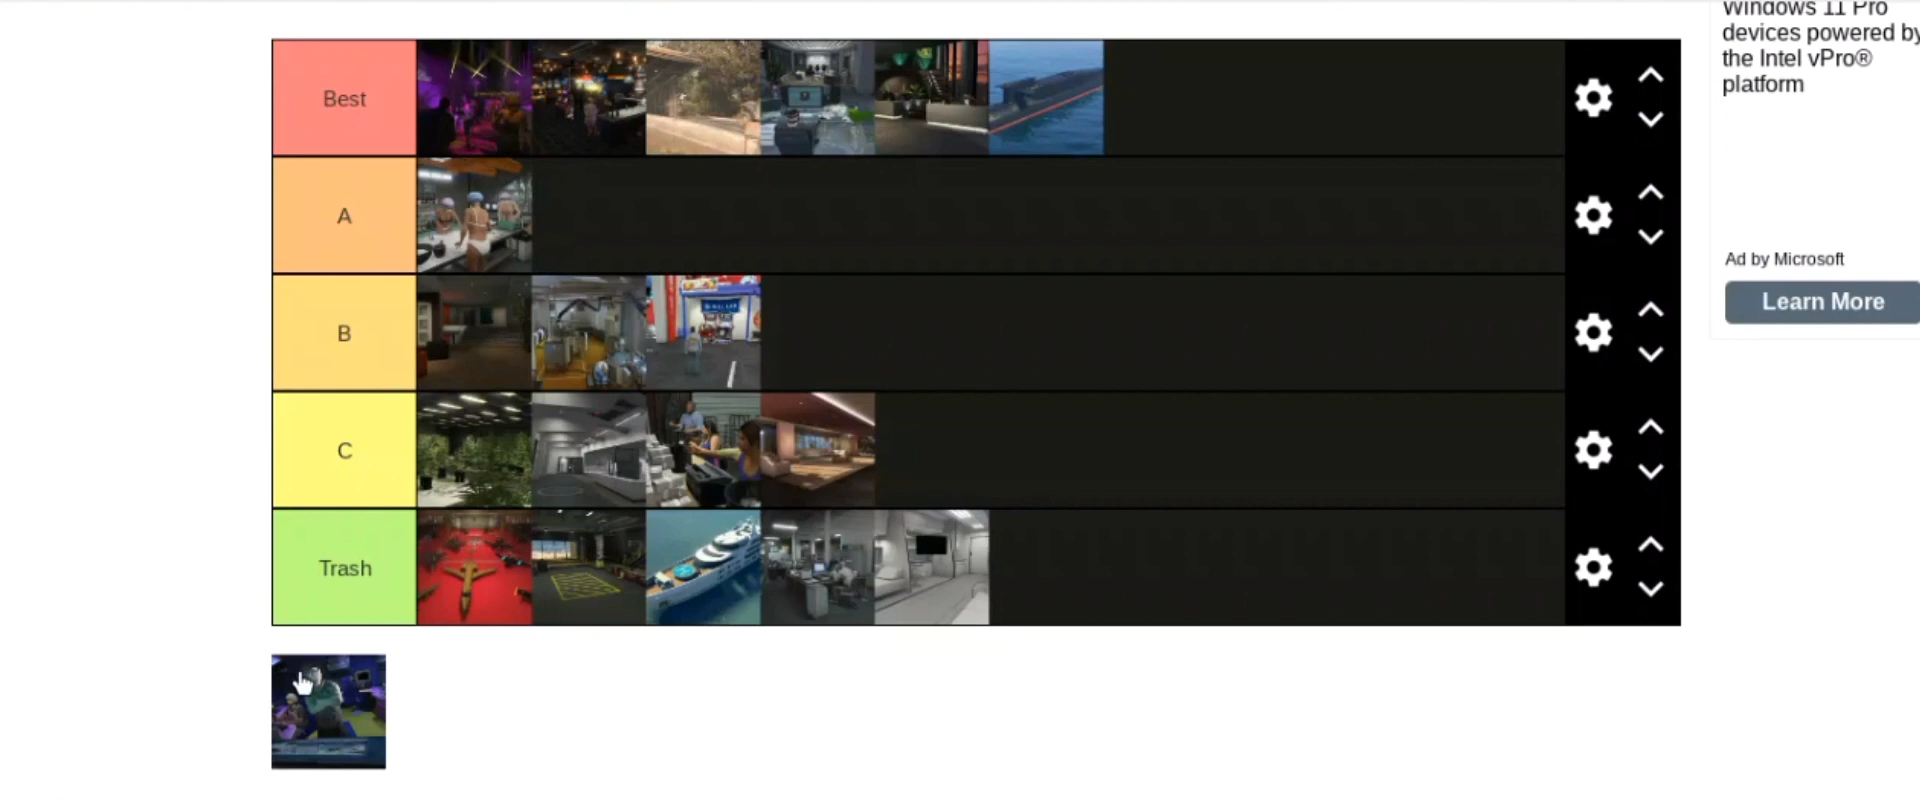 Windows 11 Pro
devices powered by
the Intel vPro®
platform
Best
A
B
C
Trash
Ad by Microsoft
Learn More